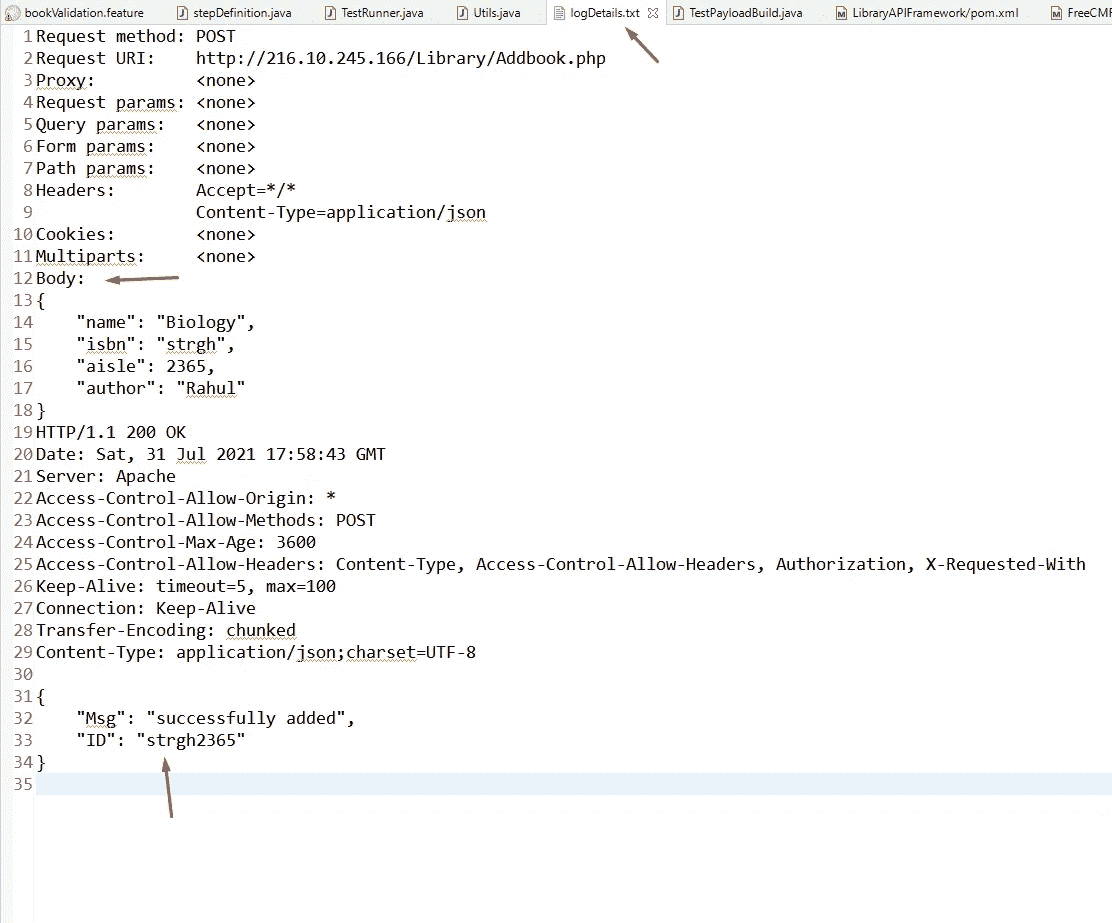 bookValidation.feature stepDefinition.java TestRunner.java Utils.java logDetails.txt TestPayloadBuild.java LibraryAPIFramework/pom.xml FreeCMF
1 Request method: POST
2 Request URI: http://216.10.245.166/Library/Addbook.php
3 Proxy: <none>
4 Request params: <none>
5 Query params: <none>
6 Form params: <none>
7 Path params: <none>
8 Headers: Accept=*/*
9 Content-Type=application/json
10 Cookies: <none>
11 Multiparts: <none>
12 Body:
13 {
14 "name": "Biology",
15 "isbn": "strgh",
16 "aisle": 2365,
17 "author": "Rahul"
18 }
19 HTTP/1.1 200 OK
20 Date: Sat, 31 Jul 2021 17:58:43 GMT
21 Server: Apache
22 Access-Control-Allow-Origin: *
23 Access-Control-Allow-Methods: POST
24 Access-Control-Max-Age: 3600
25 Access-Control-Allow-Headers: Content-Type, Access-Control-Allow-Headers, Authorization, X-Requested-With
26 Keep-Alive: timeout=5, max=100
27 Connection: Keep-Alive
28 Transfer-Encoding: chunked
29 Content-Type: application/json;charset=UTF-8
30
31 {
32 "Msg": "successfully added",
33 "ID": "strgh2365"
34 }
35